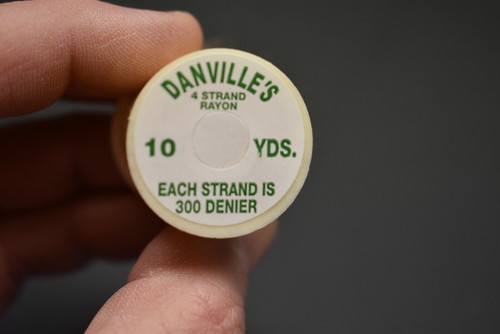 DANVILLE'S
4 STRAND
RAYON
10 YDS.
EACH STRAND IS
300 DENIER